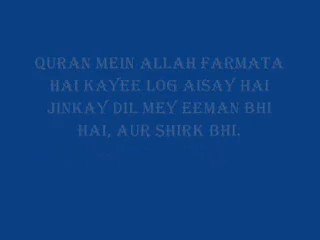 QURAN MEIN ALLAH FARMATA
HAI KAYEE LOG AISAY HAI
JINKAY DIL MEY EEMAN BHI
HAI, AUR SHIRK BHI.